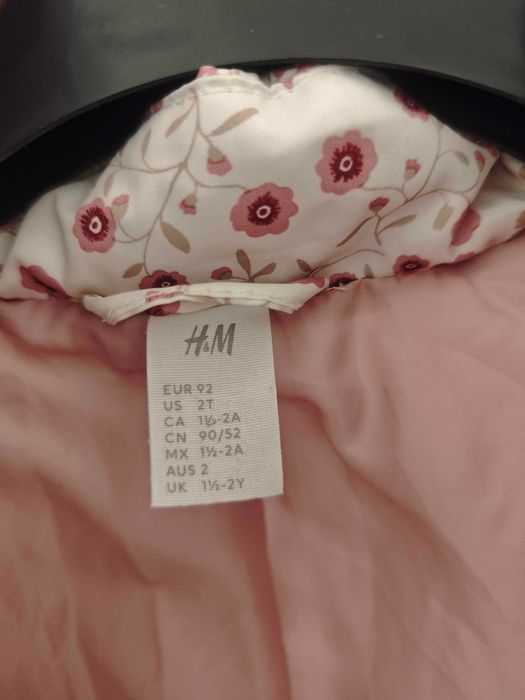 H&M
EUR 92
US 2T
CA 1½-2A
CN 90/52
MX 1½-2A
AUS 2
UK 1½-2Y